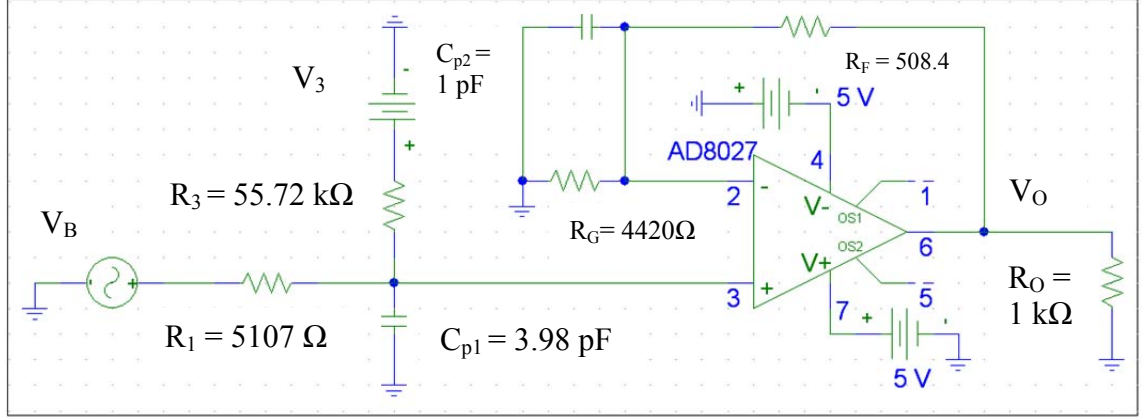 V3
Cp2 =
1 pF
RF = 508.4
+
-
+
'
5 V
AD8027
4
R3 = 55.72 kΩ
2
-
V-
OS1
1
VO
VB
RG= 4420Ω
6
OS2
V+
3
+
5
RO =
1 kΩ
R1 = 5107 Ω
Cp1 = 3.98 pF
7
+
'
5 V